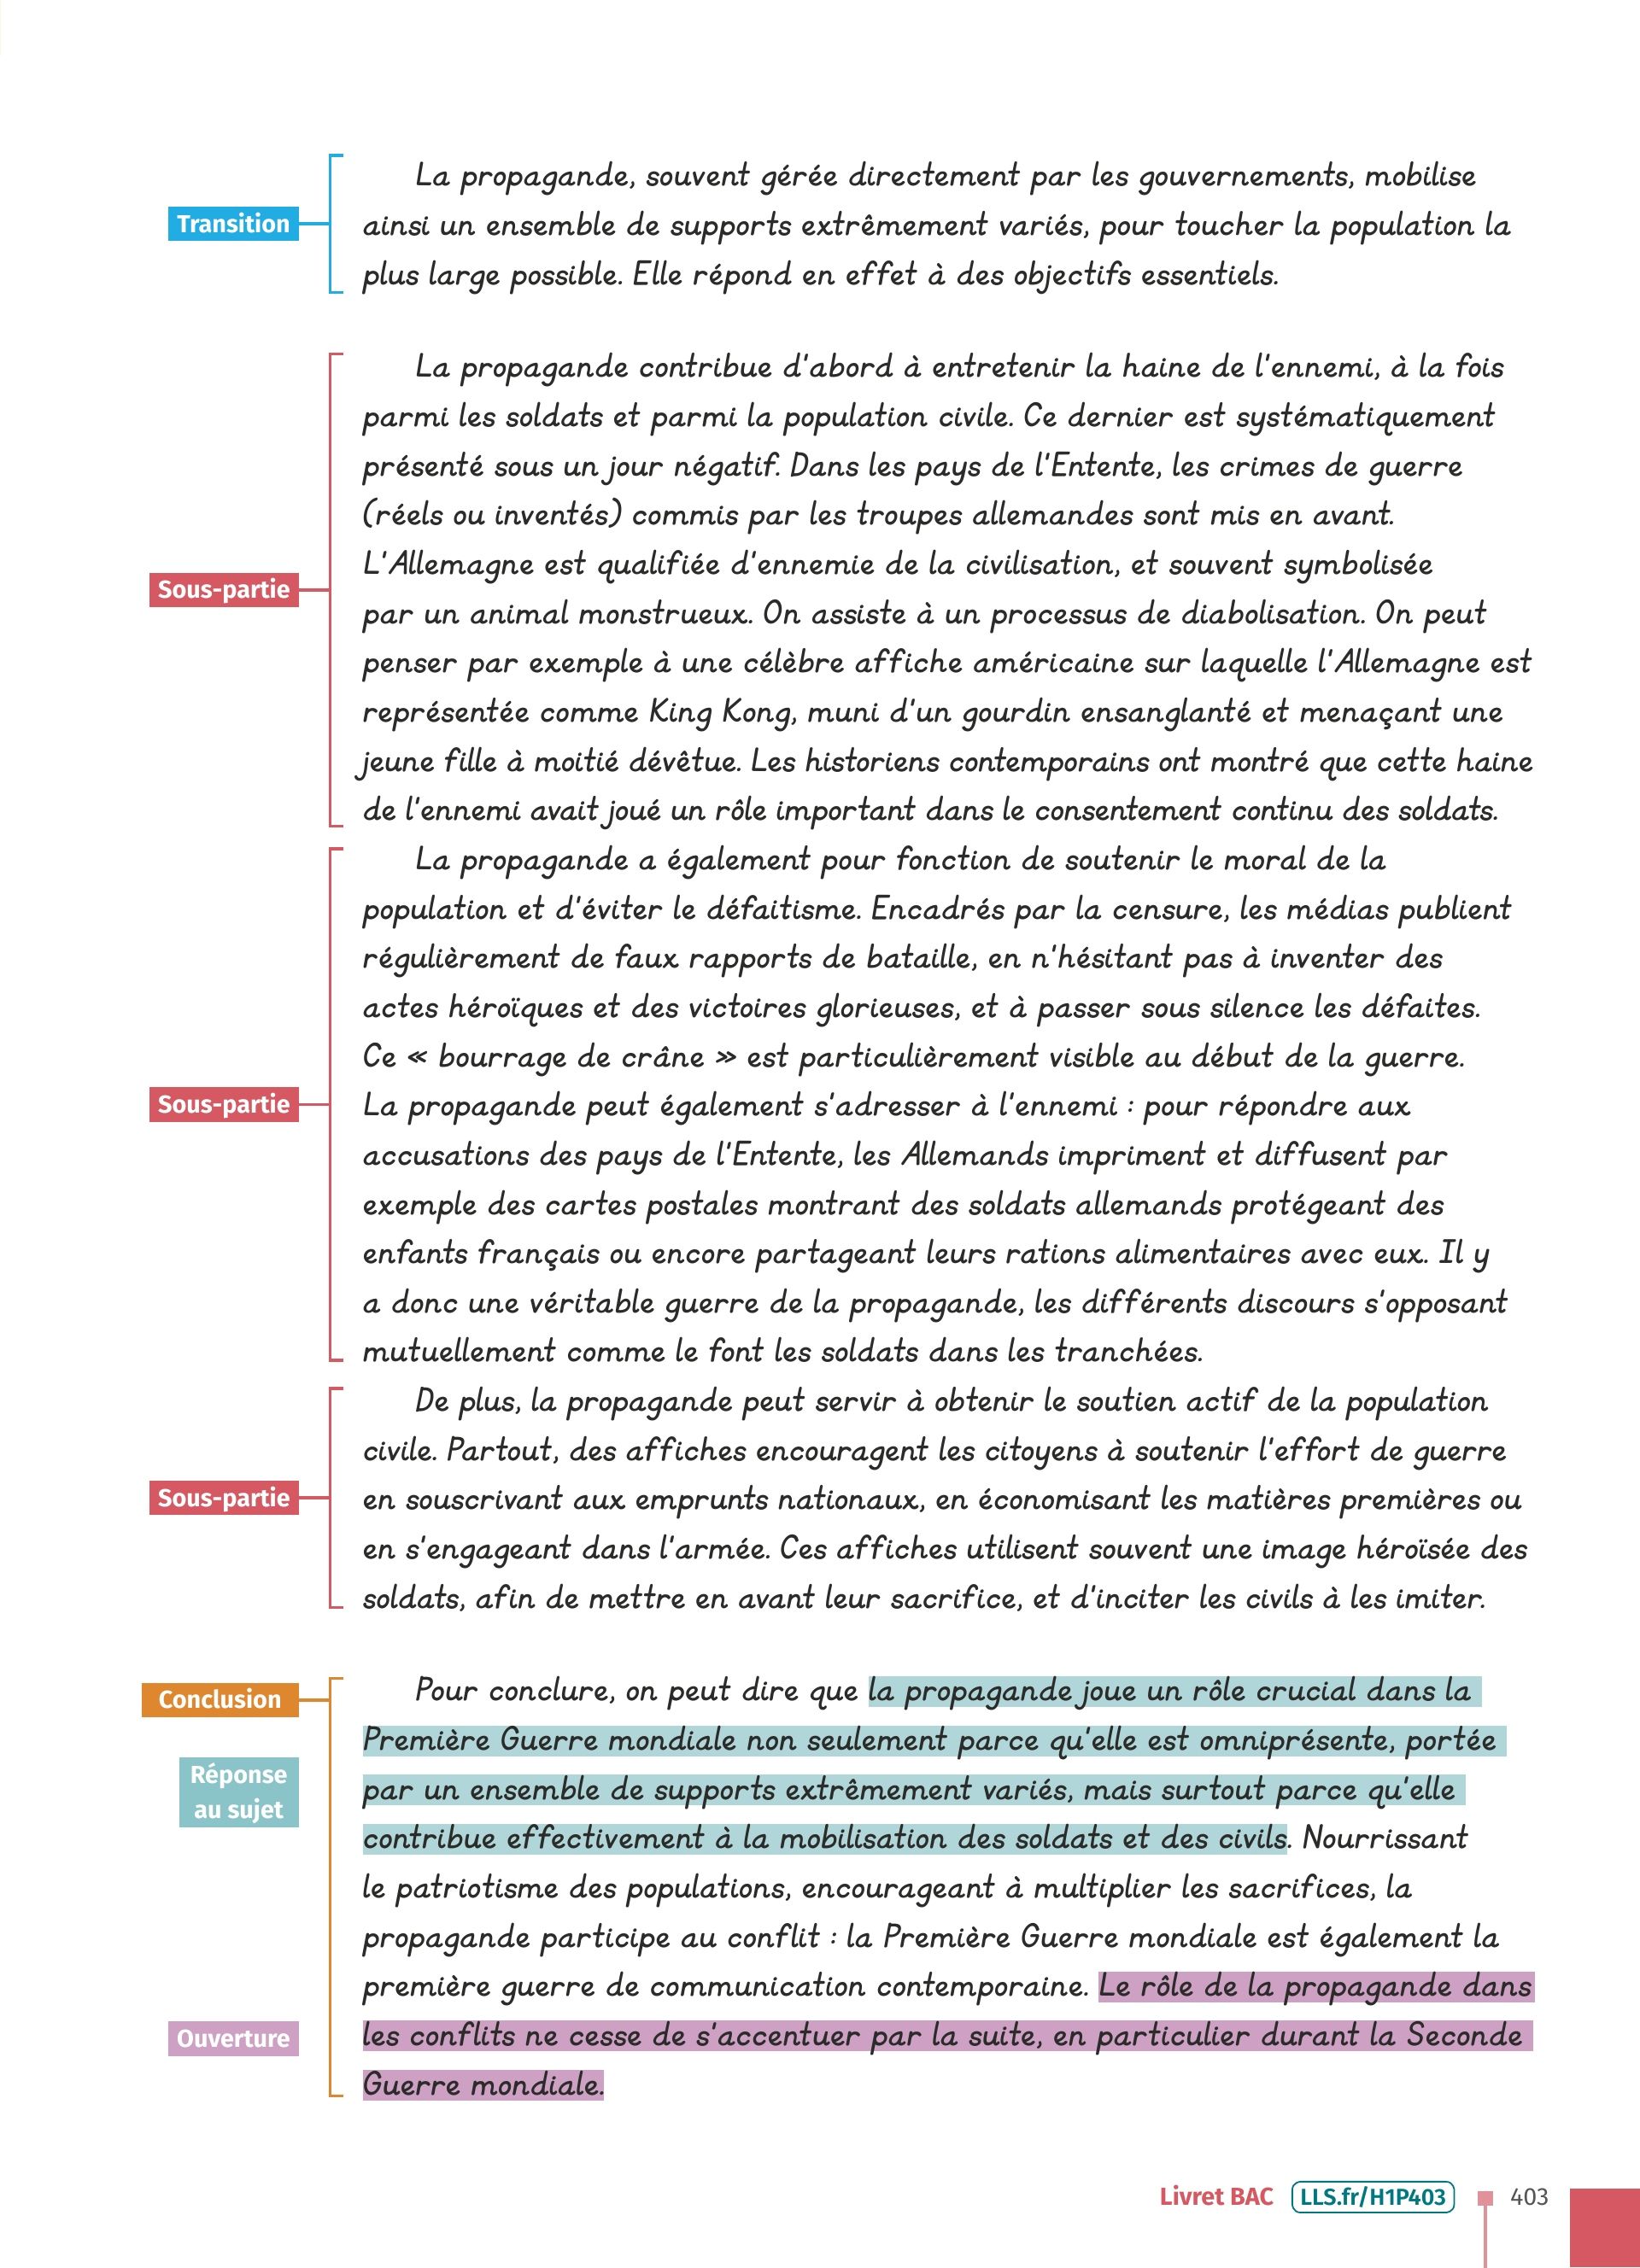 Transition
La propagande, souvent gérée directement par les gouvernements, mobilise
ainsi un ensemble de supports extrêmement variés, pour toucher la population la
plus large possible. Elle répond en effet à des objectifs essentiels.
Sous-partie
La propagande contribue d'abord à entretenir la haine de l'ennemi, à la fois
parmi les soldats et parmi la population civile. Ce dernier est systématiquement
présenté sous un jour négatif. Dans les pays de l'Entente, les crimes de guerre
(réels ou inventés) commis par les troupes allemandes sont mis en avant.
L'Allemagne est qualifiée d'ennemie de la civilisation, et souvent symbolisée
par un animal monstrueux. On assiste à un processus de diabolisation. On peut
penser par exemple à une célèbre affiche américaine sur laquelle l'Allemagne est
représentée comme King Kong, muni d'un gourdin ensanglanté et menaçant une
jeune fille à moitié dévêtue. Les historiens contemporains ont montré que cette haine
de l'ennemi avait joué un rôle important dans le consentement continu des soldats.
Sous-partie
La propagande a également pour fonction de soutenir le moral de la
population et d'éviter le défaitisme. Encadrés par la censure, les médias publient
régulièrement de faux rapports de bataille, en n'hésitant pas à inventer des
actes héroïques et des victoires glorieuses, et à passer sous silence les défaites.
Ce « bourrage de crâne » est particulièrement visible au début de la guerre.
La propagande peut également s'adresser à l'ennemi : pour répondre aux
accusations des pays de l'Entente, les Allemands impriment et diffusent par
exemple des cartes postales montrant des soldats allemands protégeant des
enfants français ou encore partageant leurs rations alimentaires avec eux. Il y
a donc une véritable guerre de la propagande, les différents discours s'opposant
mutuellement comme le font les soldats dans les tranchées.
Sous-partie
De plus, la propagande peut servir à obtenir le soutien actif de la population
civile. Partout, des affiches encouragent les citoyens à soutenir l'effort de guerre
en souscrivant aux emprunts nationaux, en économisant les matières premières ou
en s'engageant dans l'armée. Ces affiches utilisent souvent une image héroïsée des
soldats, afin de mettre en avant leur sacrifice, et d'inciter les civils à les imiter.
Conclusion
Réponse
au sujet
Pour conclure, on peut dire que la propagande joue un rôle crucial dans la
Première Guerre mondiale non seulement parce qu'elle est omniprésente, portée
par un ensemble de supports extrêmement variés, mais surtout parce qu'elle
contribue effectivement à la mobilisation des soldats et des civils. Nourrissant
le patriotisme des populations, encourageant à multiplier les sacrifices, la
propagande participe au conflit : la Première Guerre mondiale est également la
première guerre de communication contemporaine. Le rôle de la propagande dans
Ouverture
les conflits ne cesse de s'accentuer par la suite, en particulier durant la Seconde
Guerre mondiale.
Livret BAC LLS.fr/H1P403 403